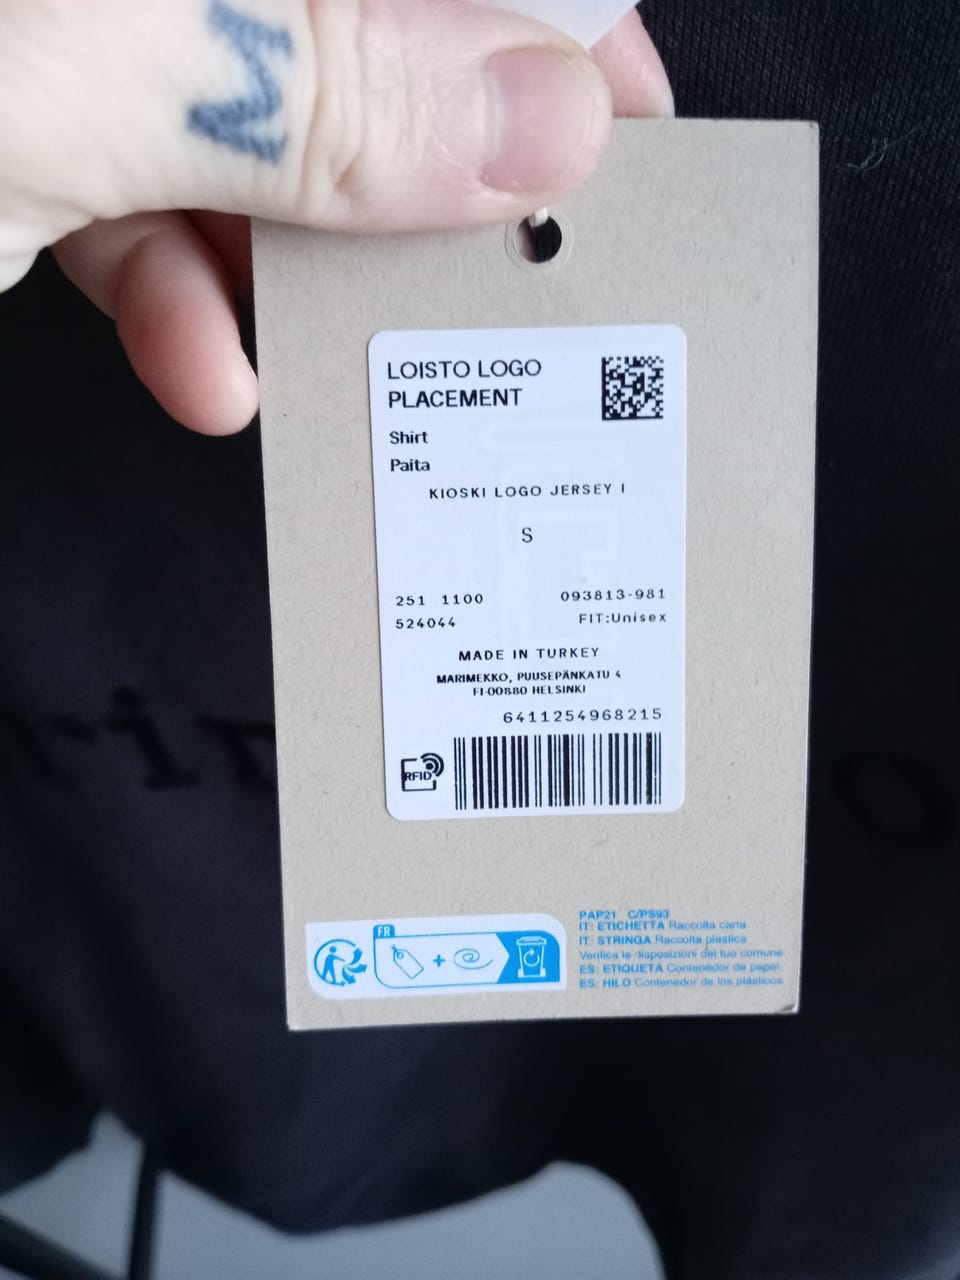 M
LOISTO LOGO
PLACEMENT
Shirt
Paita
KIOSKI LOGO JERSEY I
S
251 1100 093813-981
524044 FIT:Unisex
MADE IN TURKEY
MARIMEKKO, PUUSEPÄNKATU 4
FI-00880 HELSINKI
6411254968215
RFID
FR
PAP21 C/PS93
IT: ETICHETTA Raccolta carta
IT: STRINGA Raccolta plastica
Verifica le disposizioni del tuo comune
ES: ETIQUETA Contenedor de papel
ES: HILO Contenedor de los plásticos